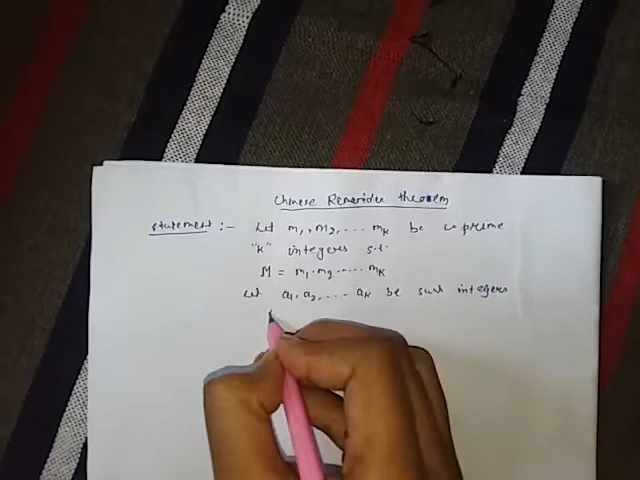 Chinese Remainder theorem
Statement :- Let m₁, m₂, .... mₖ be coprime
"K" integers s.t.
M = m₁. m₂. .... mₖ
Let a₁, a₂, .... aₖ be such integers